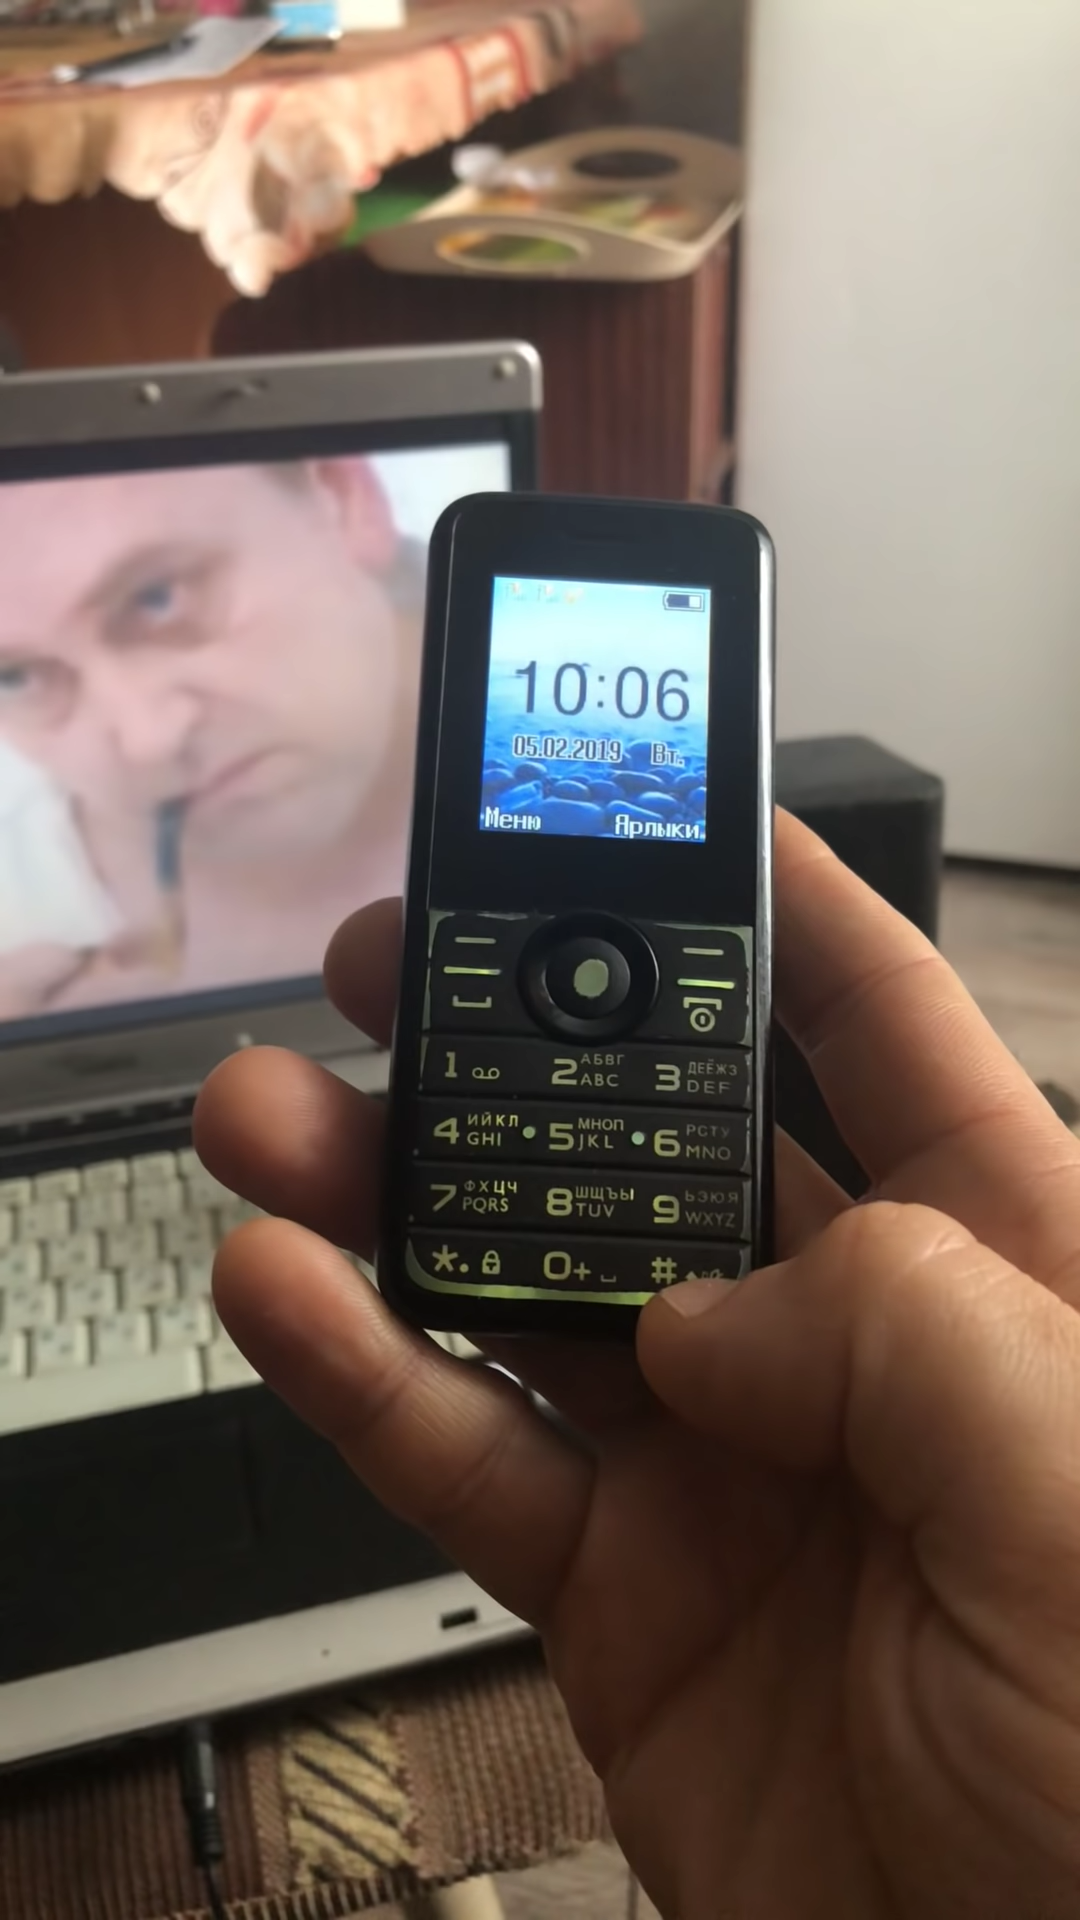 10:06
05.02.2019 Вт.
Меню Ярлыки
1 2 АБВГ ABC 3 ДЕЁЖЗ DEF
4 ИЙКЛ GHI 5 МНОП JKL 6 РСТУ MNO
7 ФХЦЧ PQRS 8 ШЩЪЫ TUV 9 ЬЭЮЯ WXYZ
*. 0+ #